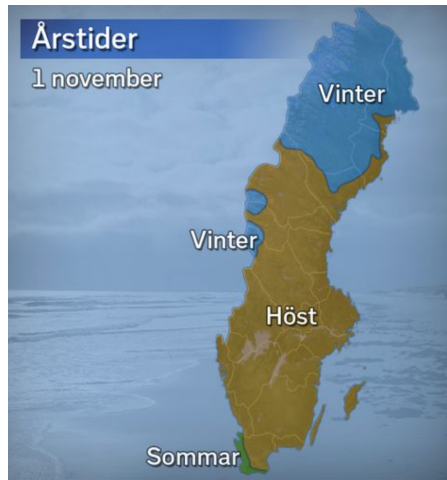 Årstider
1 november
Vinter
Vinter
Höst
Sommar